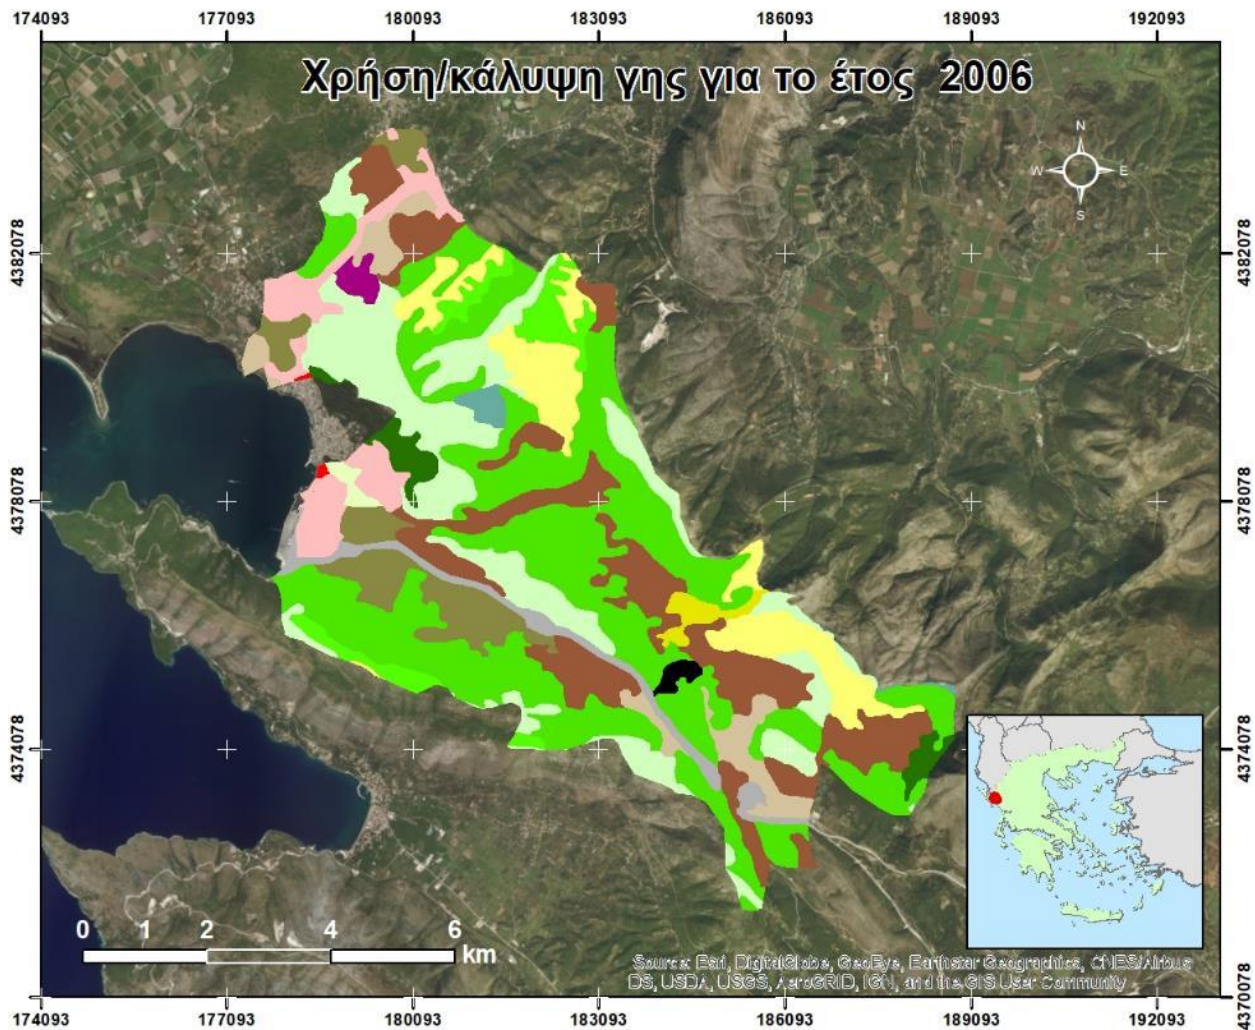 174093 177093 180093 183093 186093 189093 192093
Χρήση/κάλυψη γης για το έτος 2006
N
W E
S
4382078 4382078
4378078 4378078
4374078 4374078
0 1 2 4 6
km
Source: Esri, DigitalGlobe, GeoEye, Earthstar Geographics, CNES/Airbus
DS, USDA, USGS, AeroGRID, IGN, and the GIS User Community
4370078
174093 177093 180093 183093 186093 189093 192093